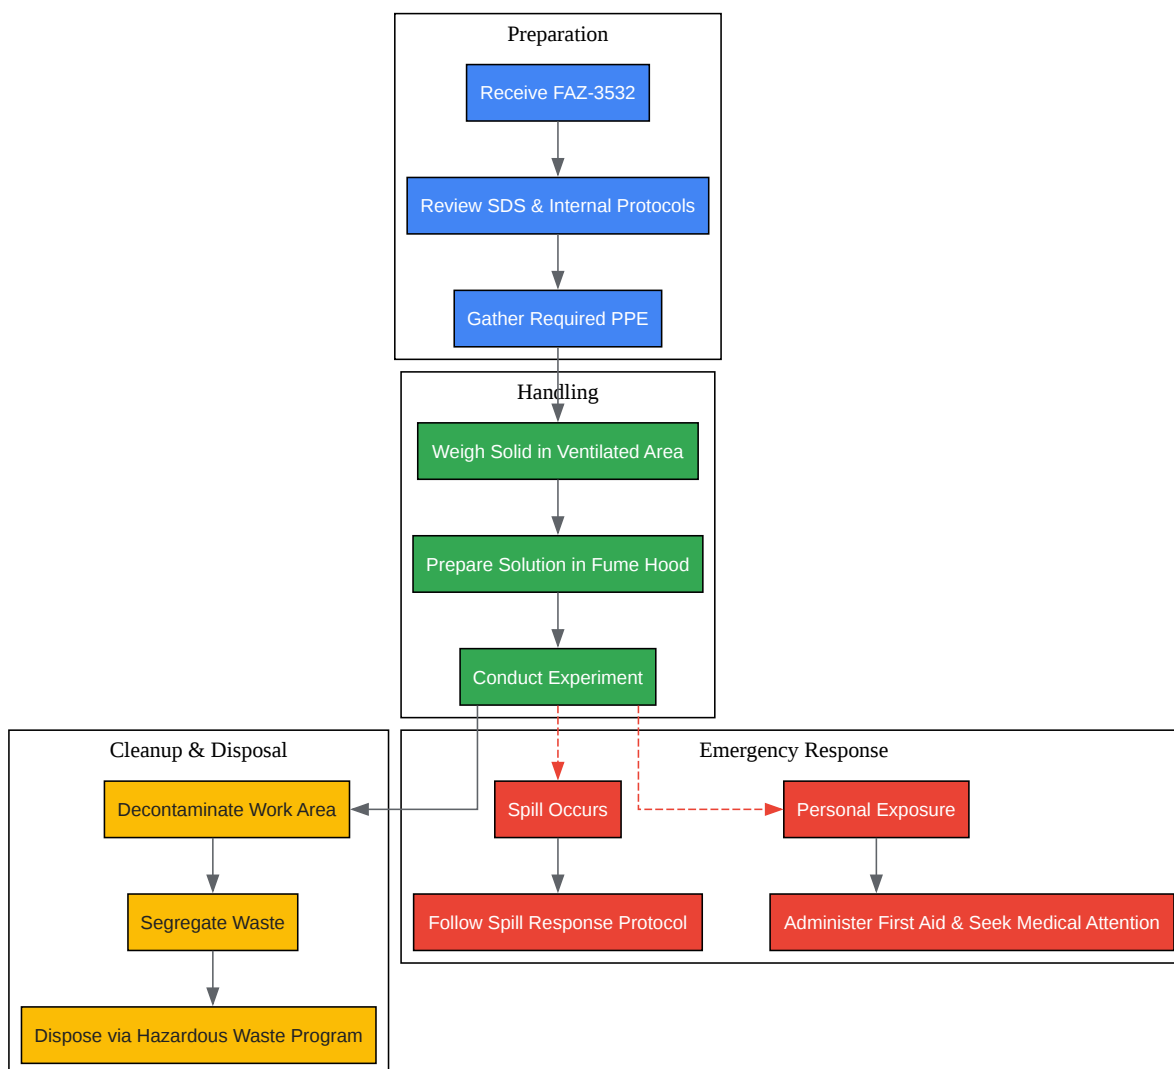 Preparation
Receive FAZ-3532
Review SDS & Internal Protocols
Gather Required PPE
Handling
Weigh Solid in Ventilated Area
Prepare Solution in Fume Hood
Conduct Experiment
Cleanup & Disposal
Decontaminate Work Area
Segregate Waste
Dispose via Hazardous Waste Program
Emergency Response
Spill Occurs
Personal Exposure
Follow Spill Response Protocol
Administer First Aid & Seek Medical Attention